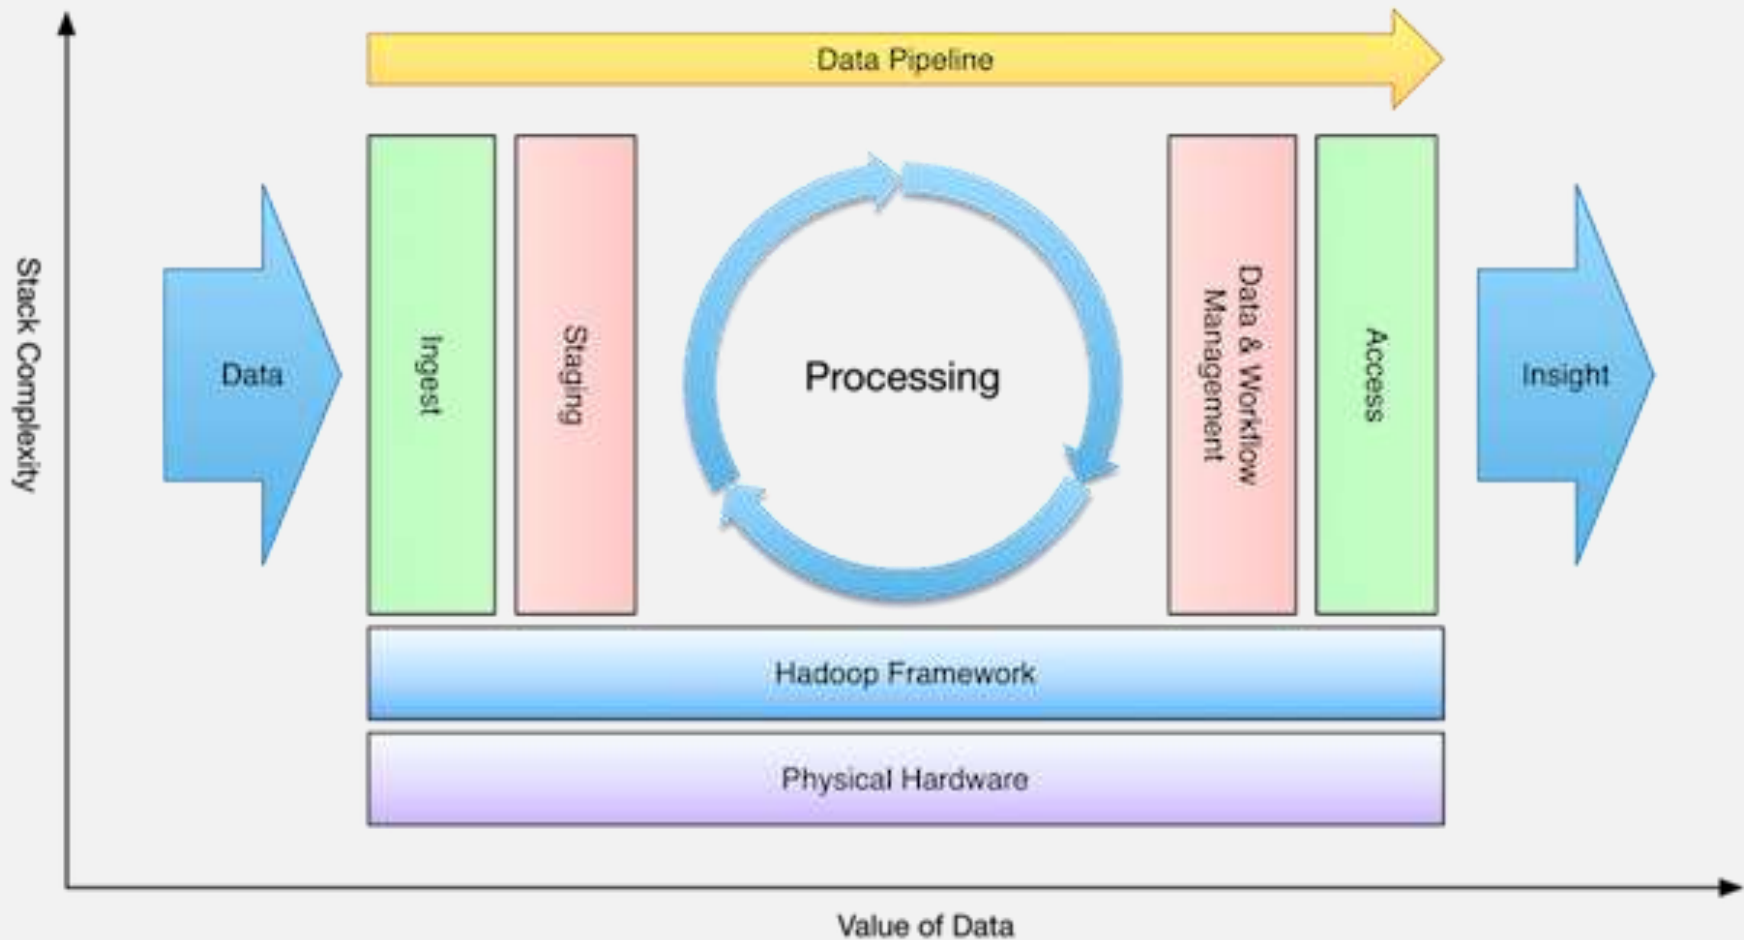 Data Pipeline
Stack Complexity
Data
Ingest
Staging
Processing
Data & Workflow
Management
Access
Insight
Hadoop Framework
Physical Hardware
Value of Data